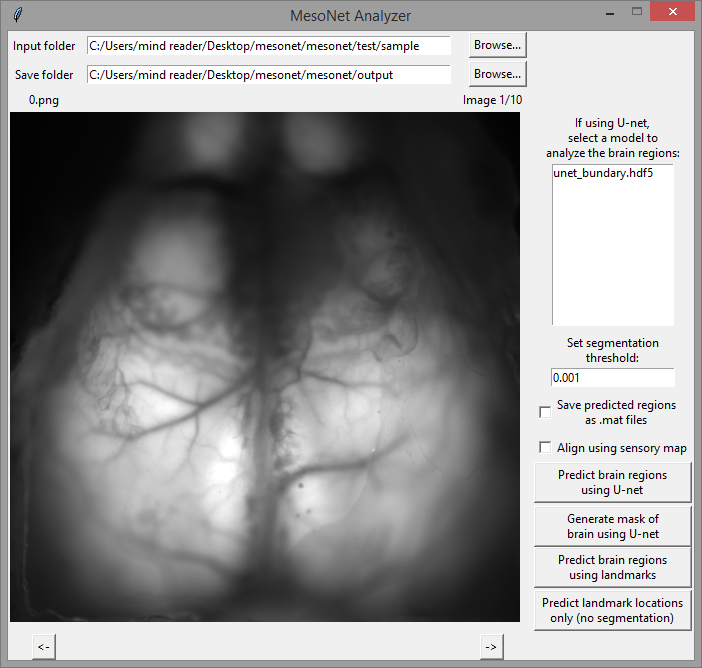 MesoNet Analyzer
Input folder
C:/Users/mind reader/Desktop/mesonet/mesonet/test/sample
Browse...
Save folder
C:/Users/mind reader/Desktop/mesonet/mesonet/output
Browse...
0.png
Image 1/10
If using U-net,
select a model to
analyze the brain regions:
unet_bundary.hdf5
Set segmentation
threshold:
0.001
Save predicted regions
as .mat files
Align using sensory map
Predict brain regions
using U-net
Generate mask of
brain using U-net
Predict brain regions
using landmarks
Predict landmark locations
only (no segmentation)
<-
->